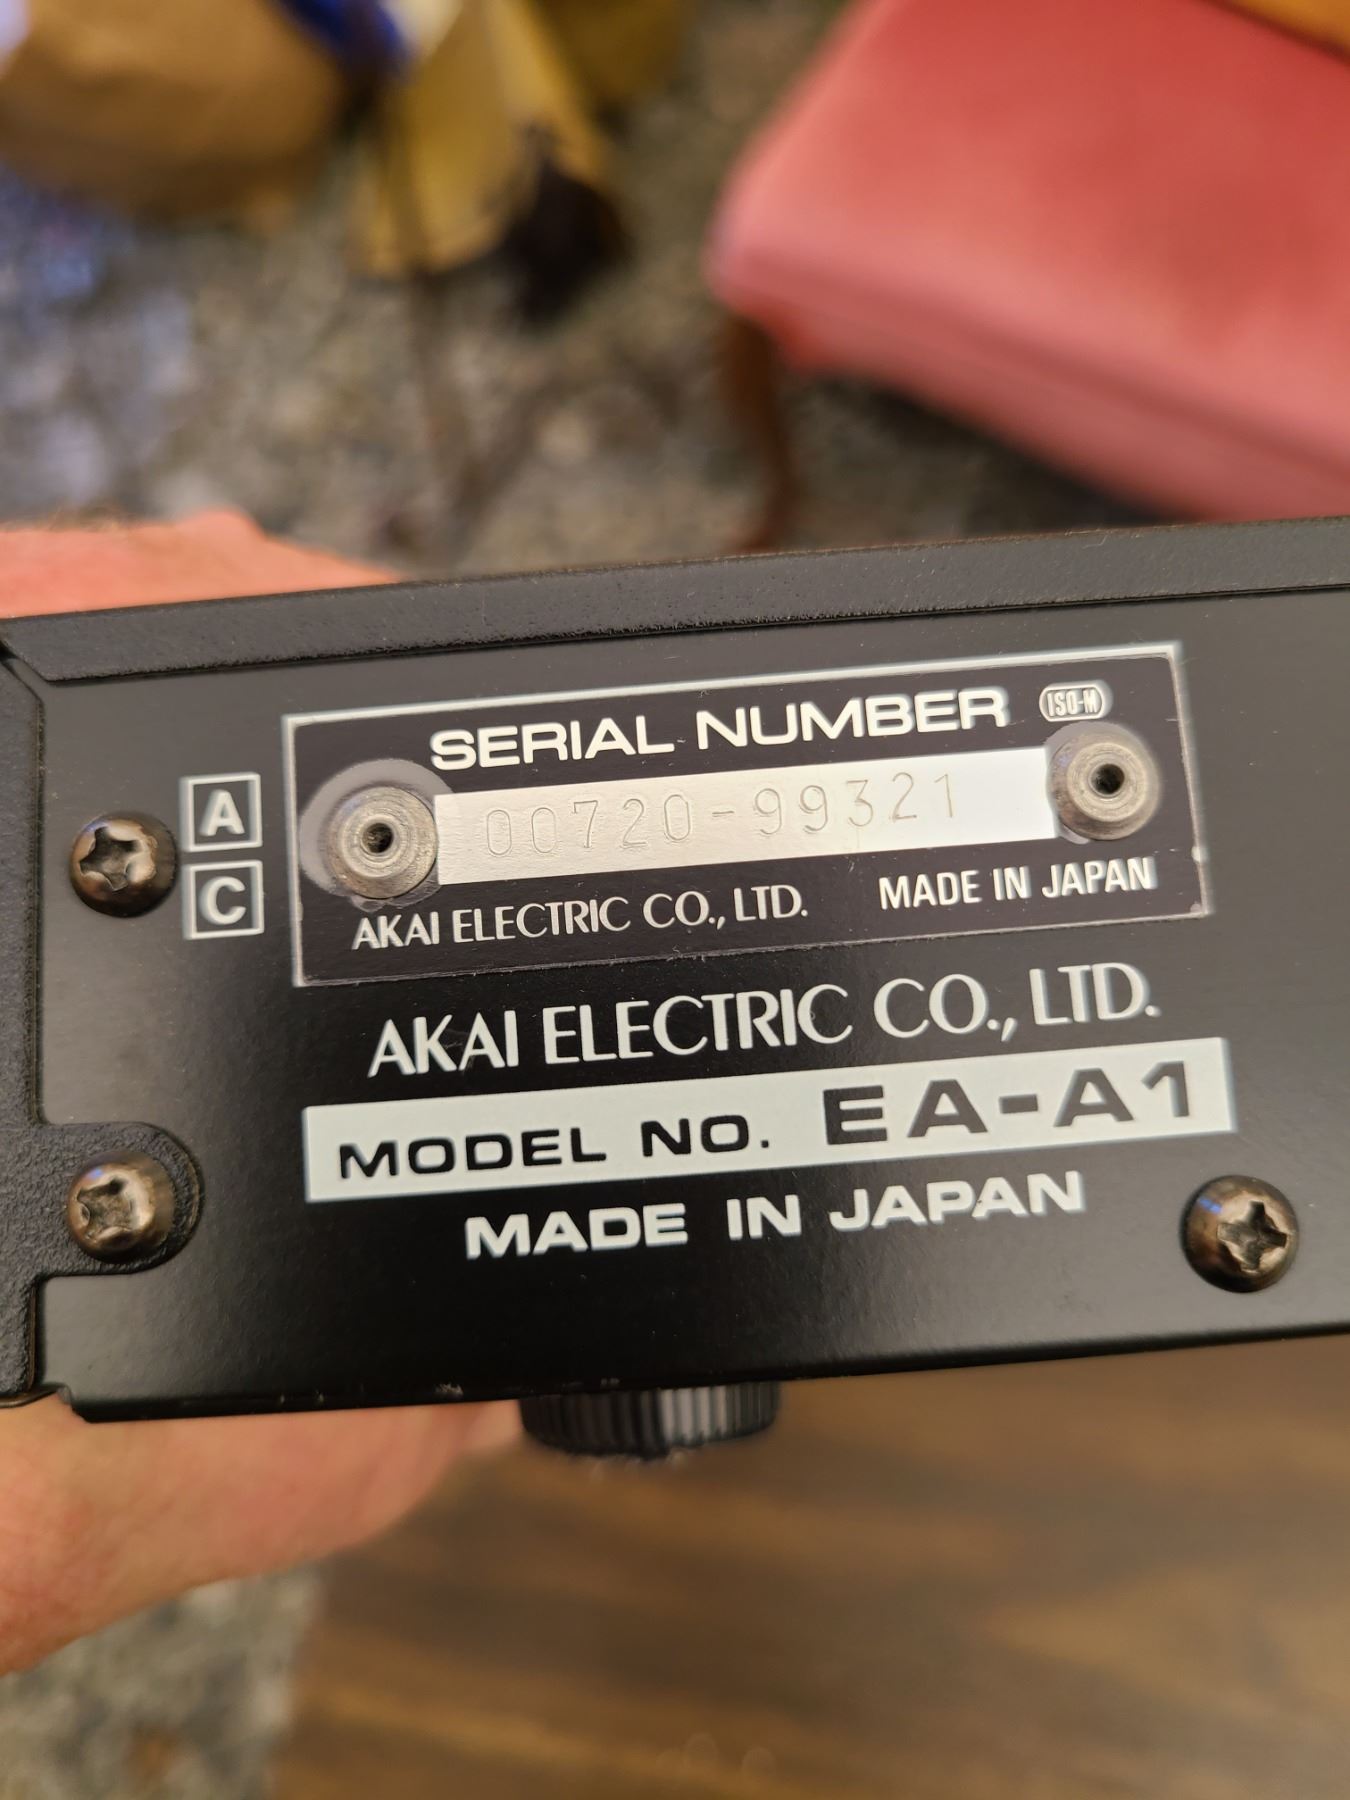 SERIAL NUMBER ISO-M
A
00720-99321
C
AKAI ELECTRIC CO., LTD. MADE IN JAPAN
AKAI ELECTRIC CO., LTD.
MODEL NO. EA-A1
MADE IN JAPAN